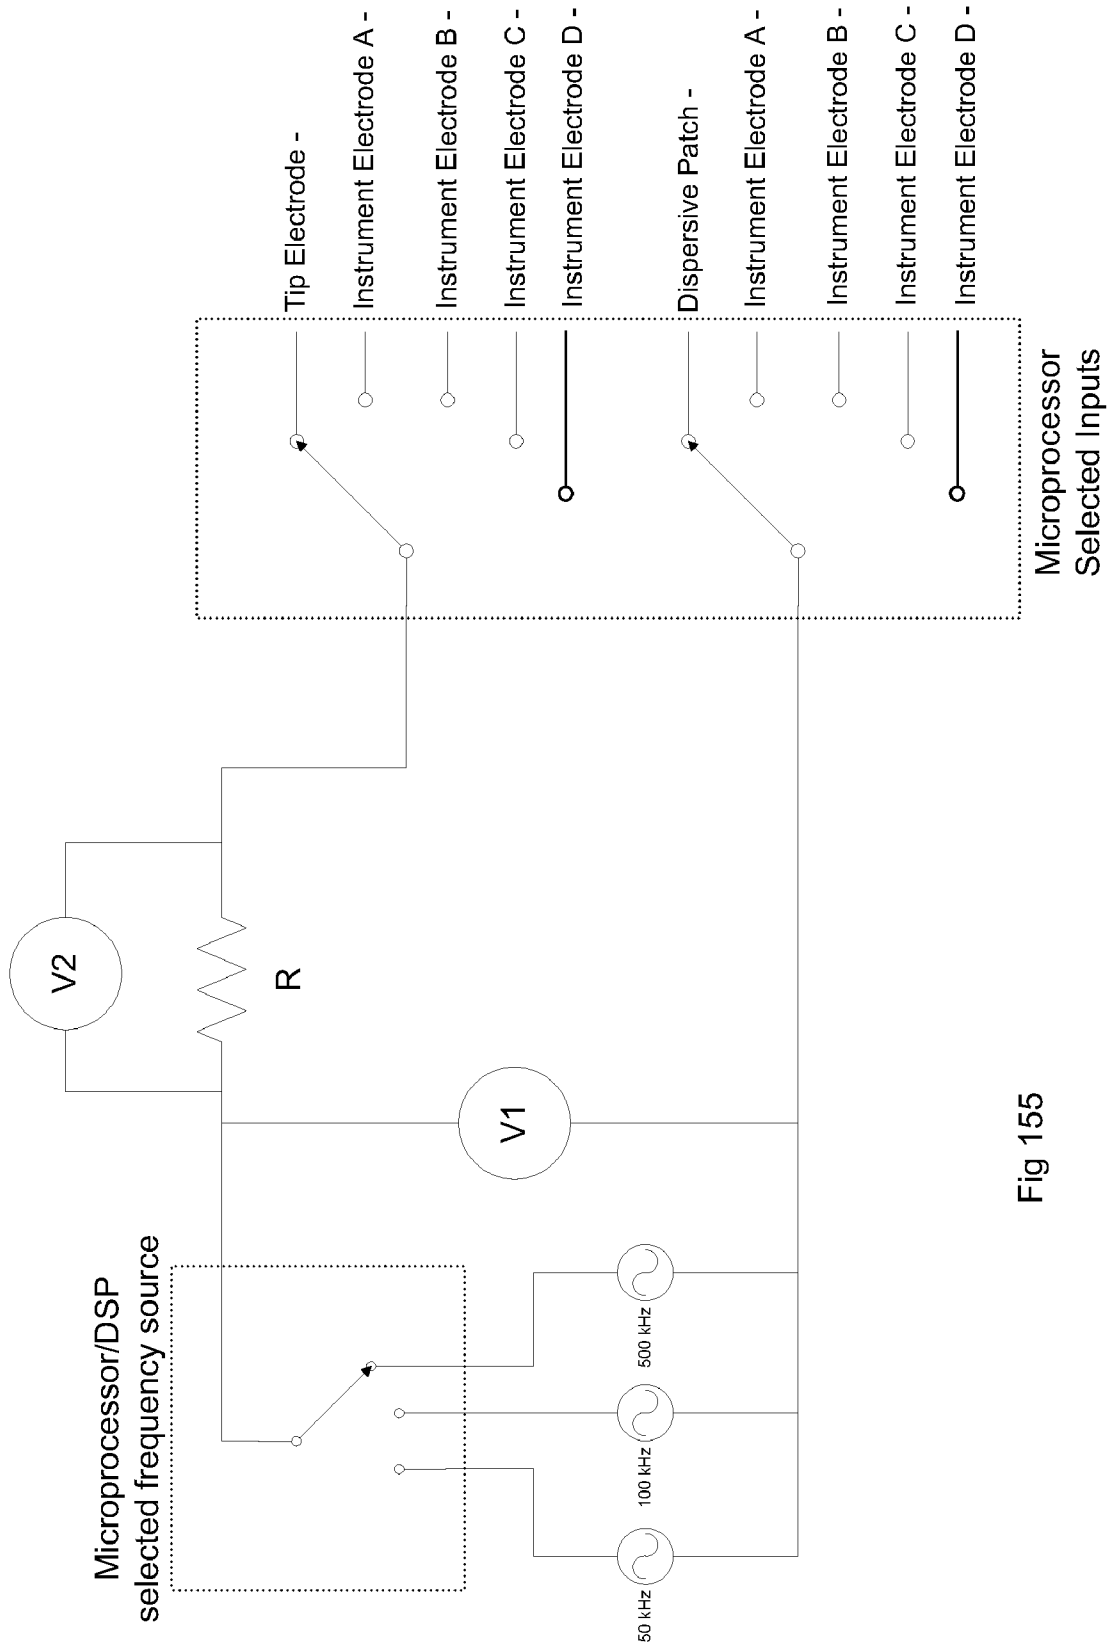 Microprocessor/DSP
selected frequency source
50 kHz
100 kHz
500 kHz
V1
V2
R
Tip Electrode -
Instrument Electrode A -
Instrument Electrode B -
Instrument Electrode C -
Instrument Electrode D -
Dispersive Patch -
Instrument Electrode A -
Instrument Electrode B -
Instrument Electrode C -
Instrument Electrode D -
Microprocessor
Selected Inputs
Fig 155